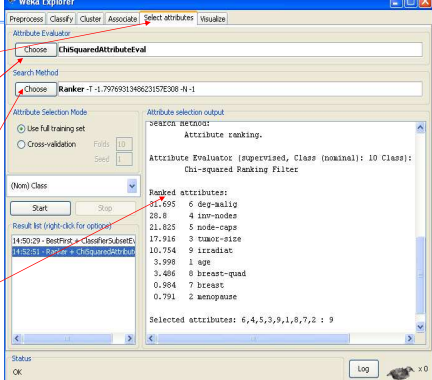 Weka Explorer
Preprocess Classify Cluster Associate Select attributes Visualize
Attribute Evaluator
Choose ChiSquaredAttributeEval
Search Method
Choose Ranker -T -1.7976931348623157E308 -N -1
Attribute Selection Mode
Use full training set
Cross-validation Folds 10
Seed 1
(Nom) Class
Start Stop
Result list (right-click for options)
14:50:29 - BestFirst + ClassifierSubsetEv
14:52:51 - Ranker + ChiSquaredAttribut
Attribute selection output
Search Method:
Attribute ranking.
Attribute Evaluator (supervised, Class (nominal): 10 Class):
Chi-squared Ranking Filter
Ranked attributes:
31.695 6 deg-malig
28.8 4 inv-nodes
21.825 5 node-caps
17.916 3 tumor-size
10.754 9 irradiat
3.998 1 age
3.486 8 breast-quad
0.984 7 breast
0.791 2 menopause
Selected attributes: 6,4,5,3,9,1,8,7,2 : 9
Status
OK
Log
x 0